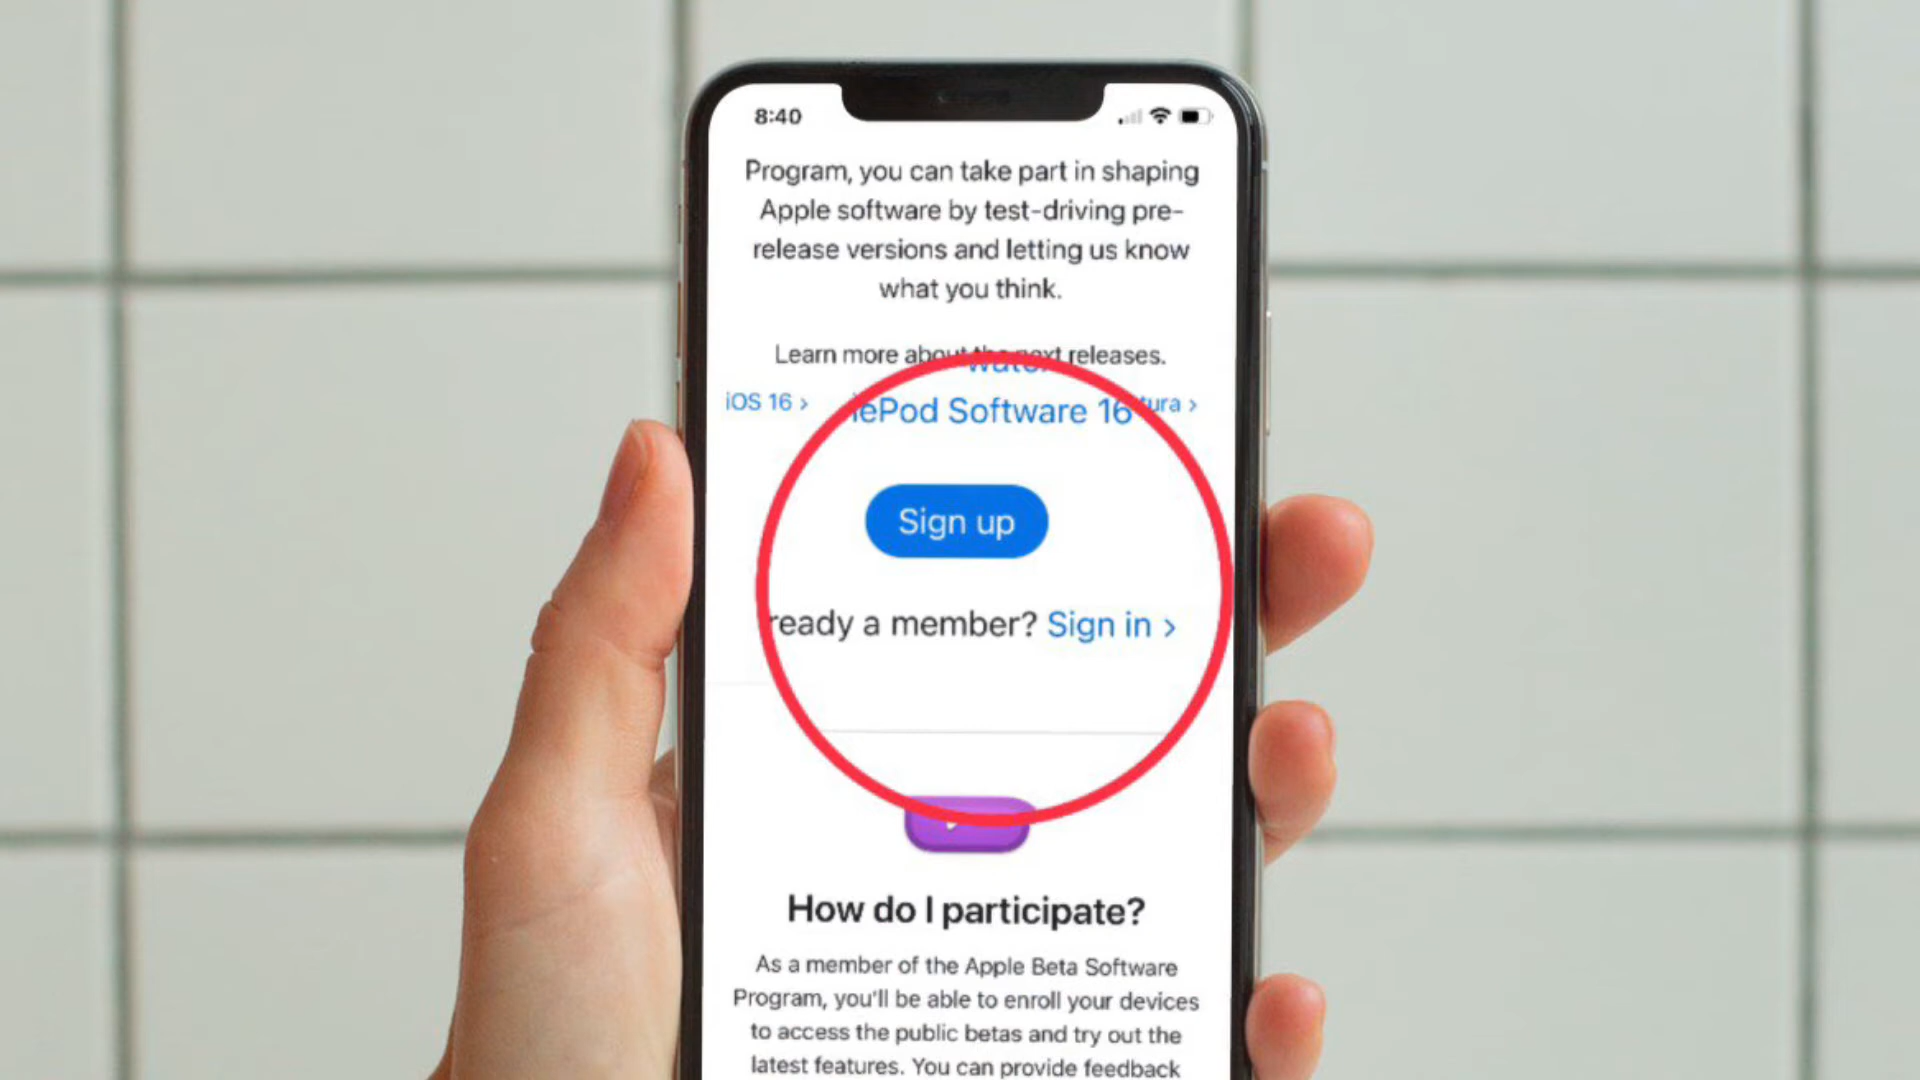 8:40
Program, you can take part in shaping
Apple software by test-driving pre-
release versions and letting us know
what you think.
Learn more about the next releases.
iOS 16 >
ePod Software 16
tura >
Sign up
ready a member? Sign in >
How do I participate?
As a member of the Apple Beta Software
Program, you'll be able to enroll your devices
to access the public betas and try out the
latest features. You can provide feedback